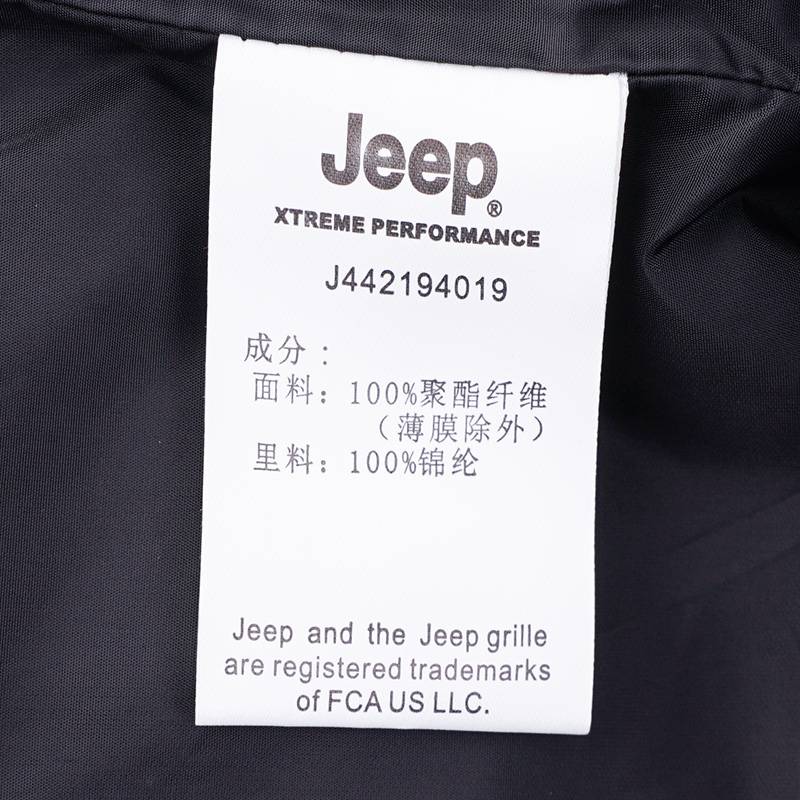 Jeep®
XTREME PERFORMANCE
J442194019
成分：
面料：100%聚酯纤维
（薄膜除外）
里料：100%锦纶
Jeep and the Jeep grille
are registered trademarks
of FCA US LLC.